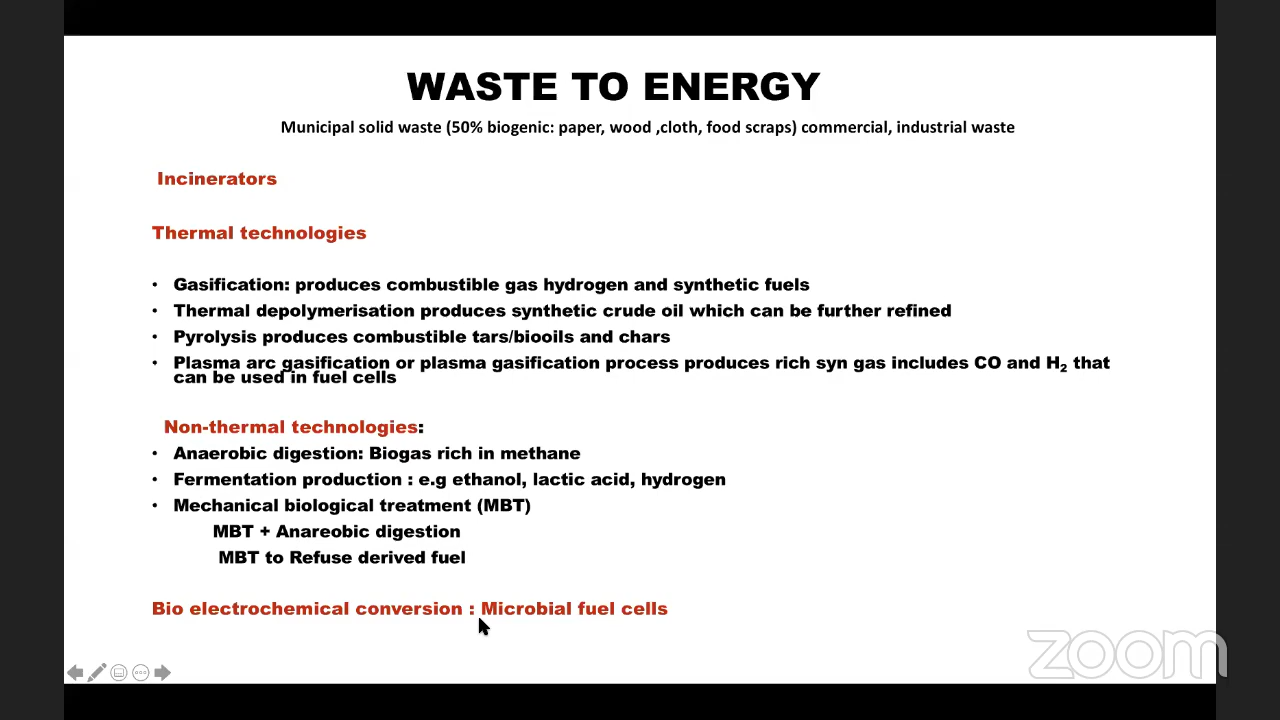 WASTE TO ENERGY
Municipal solid waste (50% biogenic: paper, wood ,cloth, food scraps) commercial, industrial waste
Incinerators
Thermal technologies
• Gasification: produces combustible gas hydrogen and synthetic fuels
• Thermal depolymerisation produces synthetic crude oil which can be further refined
• Pyrolysis produces combustible tars/biooils and chars
• Plasma arc gasification or plasma gasification process produces rich syn gas includes CO and H₂ that
can be used in fuel cells
Non-thermal technologies:
• Anaerobic digestion: Biogas rich in methane
• Fermentation production : e.g ethanol, lactic acid, hydrogen
• Mechanical biological treatment (MBT)
MBT + Anareobic digestion
MBT to Refuse derived fuel
Bio electrochemical conversion : Microbial fuel cells
zoom